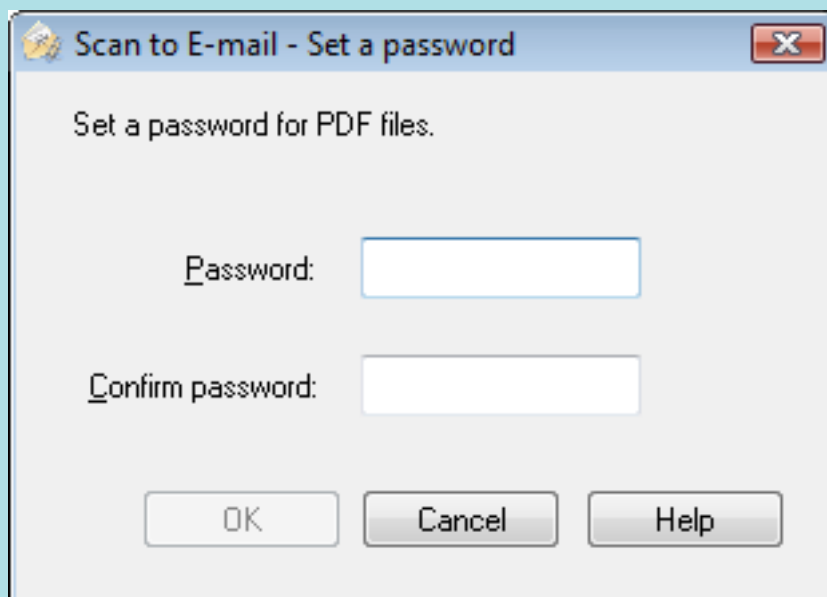 Scan to E-mail - Set a password
Set a password for PDF files.
Password:
Confirm password:
OK Cancel Help